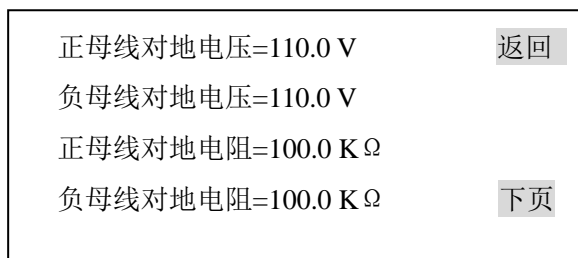 正母线对地电压=110.0 V 返回
负母线对地电压=110.0 V
正母线对地电阻=100.0 K Ω
负母线对地电阻=100.0 K Ω 下页